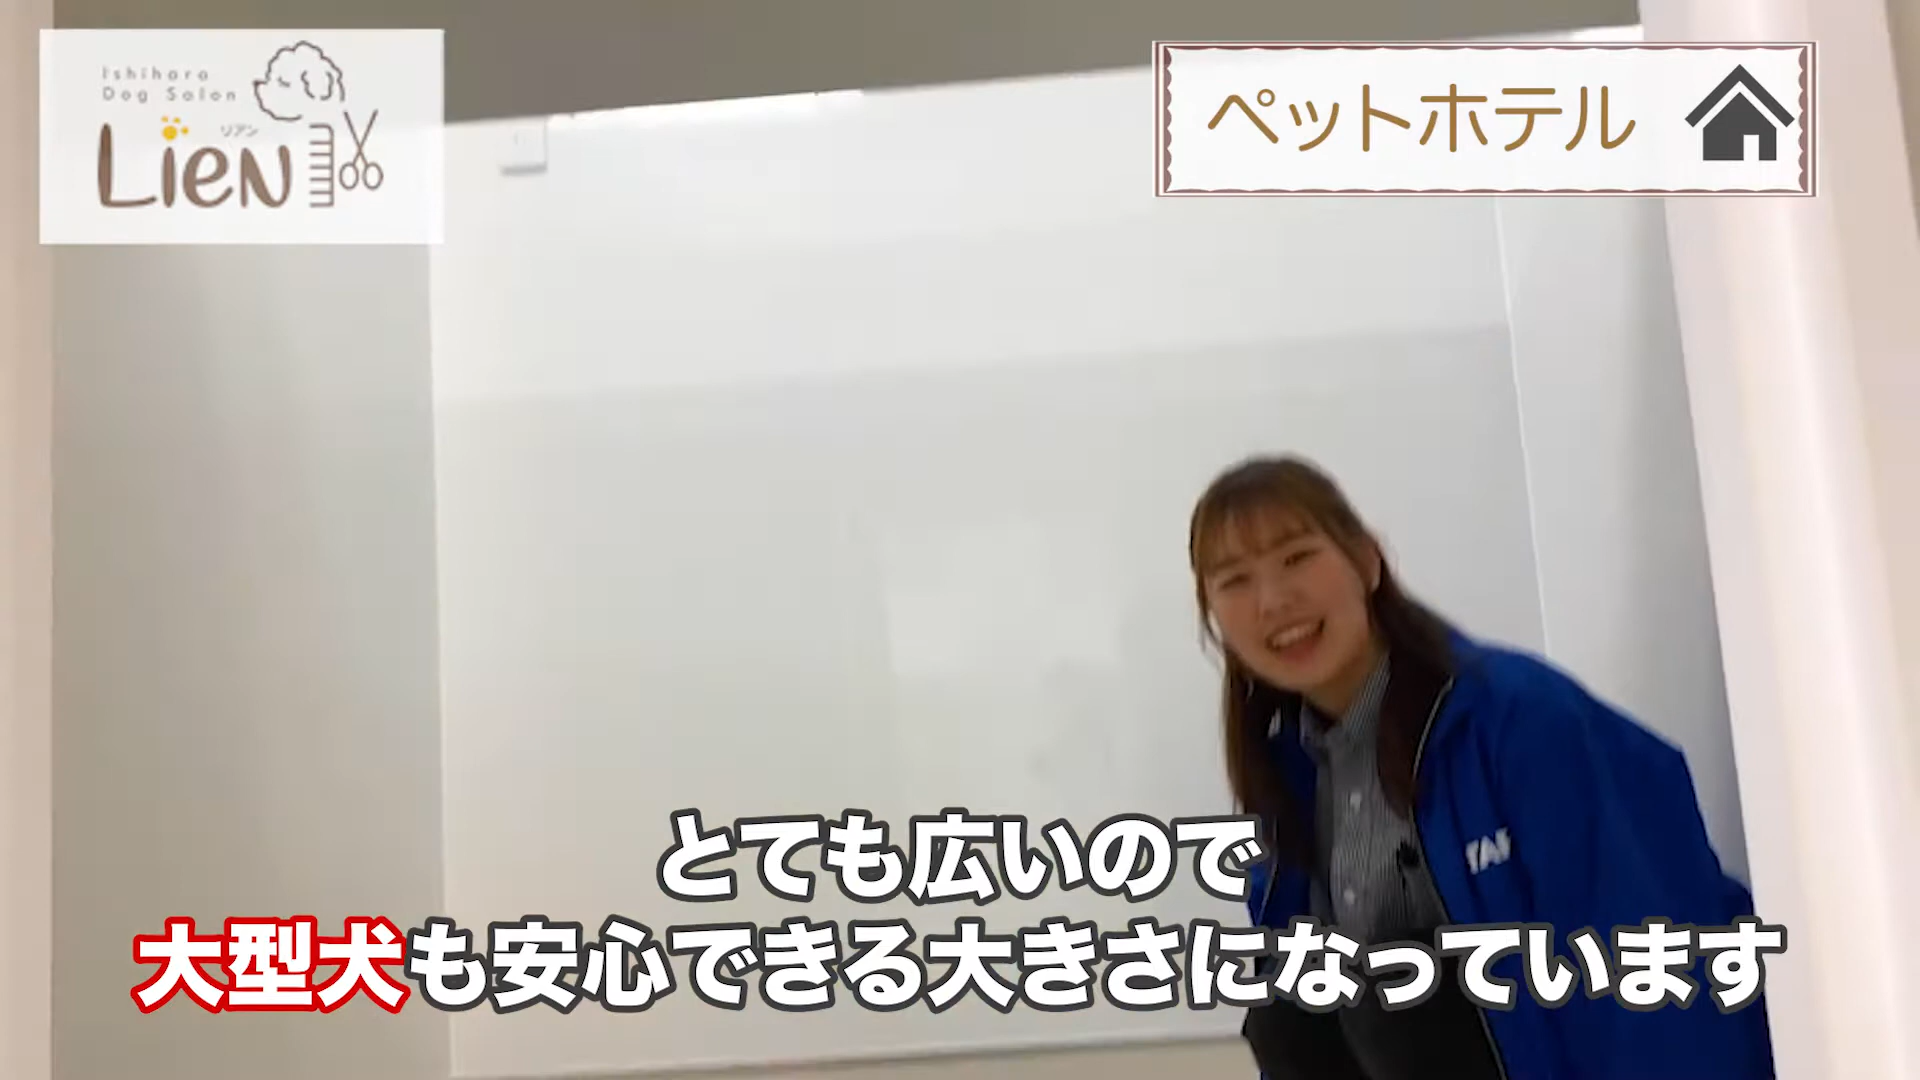 Ishihara
Dog Salon
リアン
Lien
ペットホテル
とても広いので
大型犬も安心できる大きさになっています